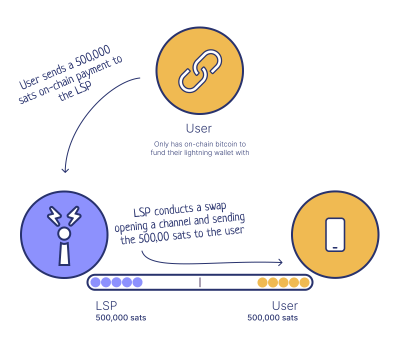 User sends a 500,000
sats on-chain payment to
the LSP
User
Only has on-chain bitcoin to
fund their lightning wallet with
LSP conducts a swap
opening a channel and sending
the 500,00 sats to the user
LSP
500,000 sats
User
500,000 sats